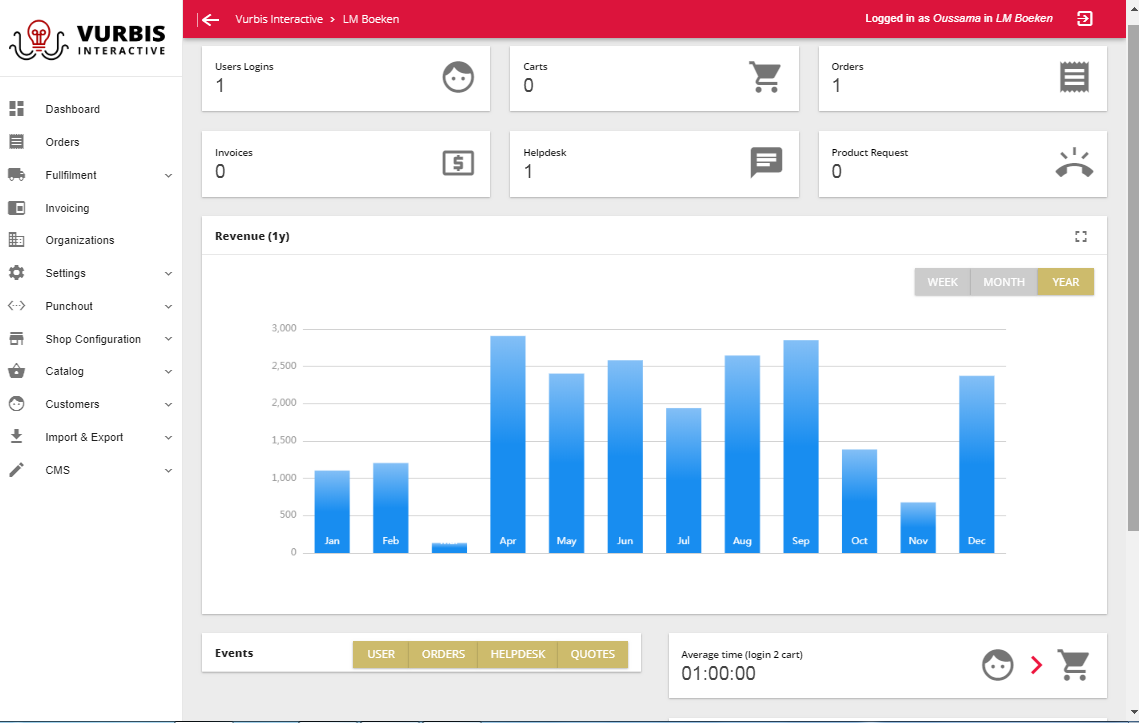 VURBIS
INTERACTIVE
Vurbis Interactive › LM Boeken
Logged in as Oussama in LM Boeken
Dashboard
Orders
Fullfilment
Invoicing
Organizations
Settings
Punchout
Shop Configuration
Catalog
Customers
Import & Export
CMS
Users Logins
1
Carts
0
Orders
1
Invoices
0
Helpdesk
1
Product Request
0
Revenue (1y)
WEEK MONTH YEAR
3,000
2,500
2,000
1,500
1,000
500
0
Jan Feb Apr May Jun Jul Aug Sep Oct Nov Dec
Events
USER ORDERS HELPDESK QUOTES
Average time (login 2 cart)
01:00:00